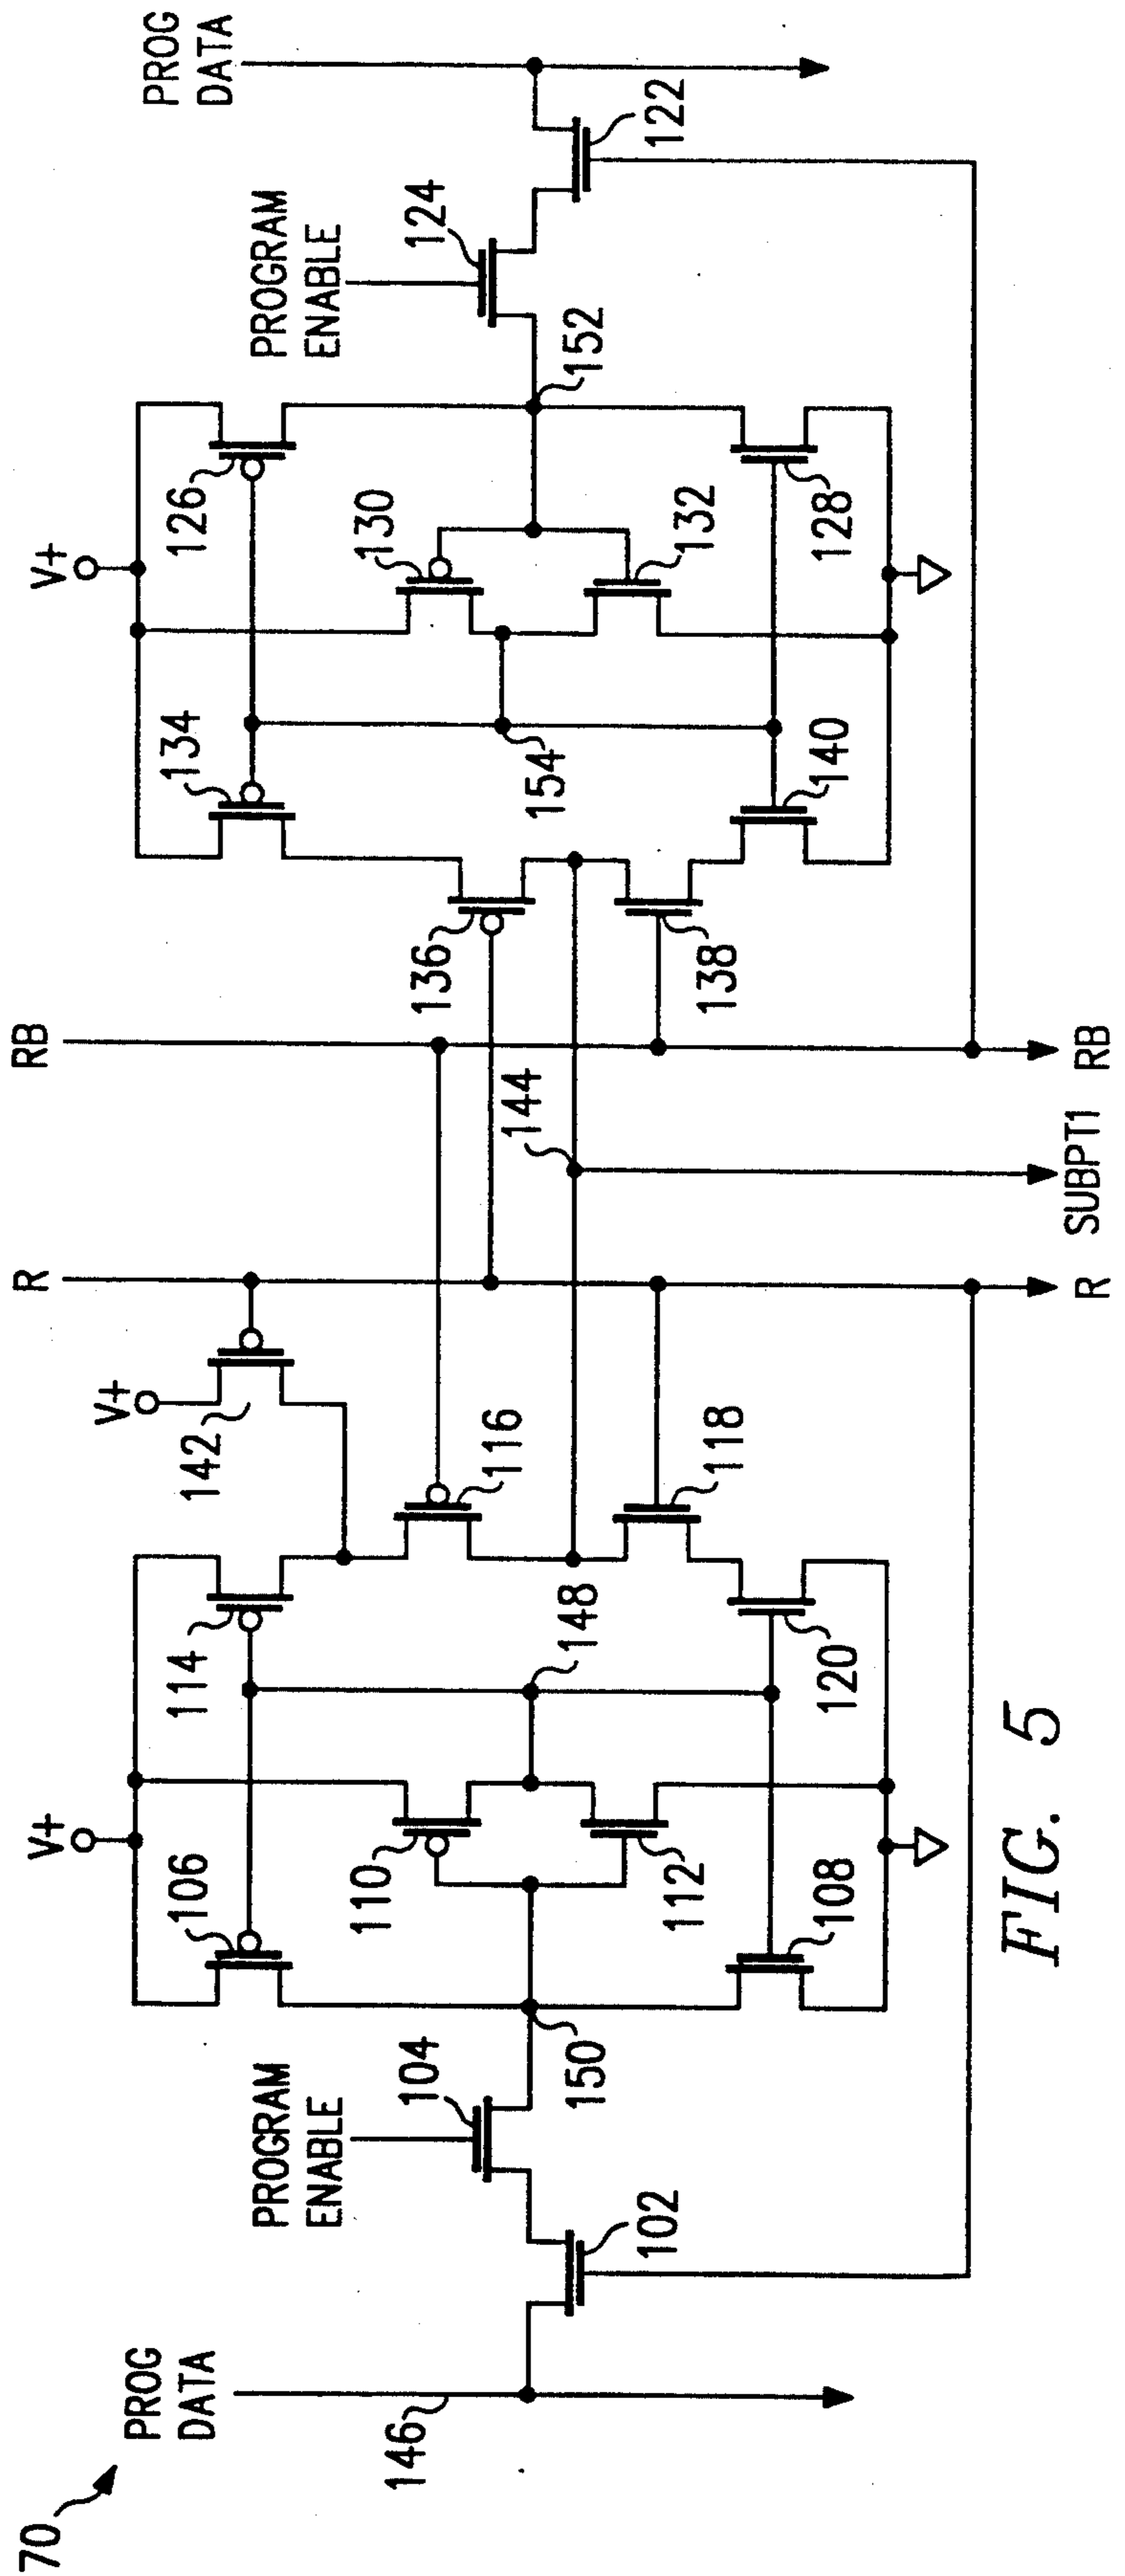 70
PROG
DATA
146
102
PROGRAM
ENABLE
104
150
106
108
V+
110
112
148
114
120
116
118
V+
142
R
R
SUBPT1
144
RB
RB
136
138
134
140
154
130
132
V+
126
128
152
PROGRAM
ENABLE
124
122
PROG
DATA
FIG. 5